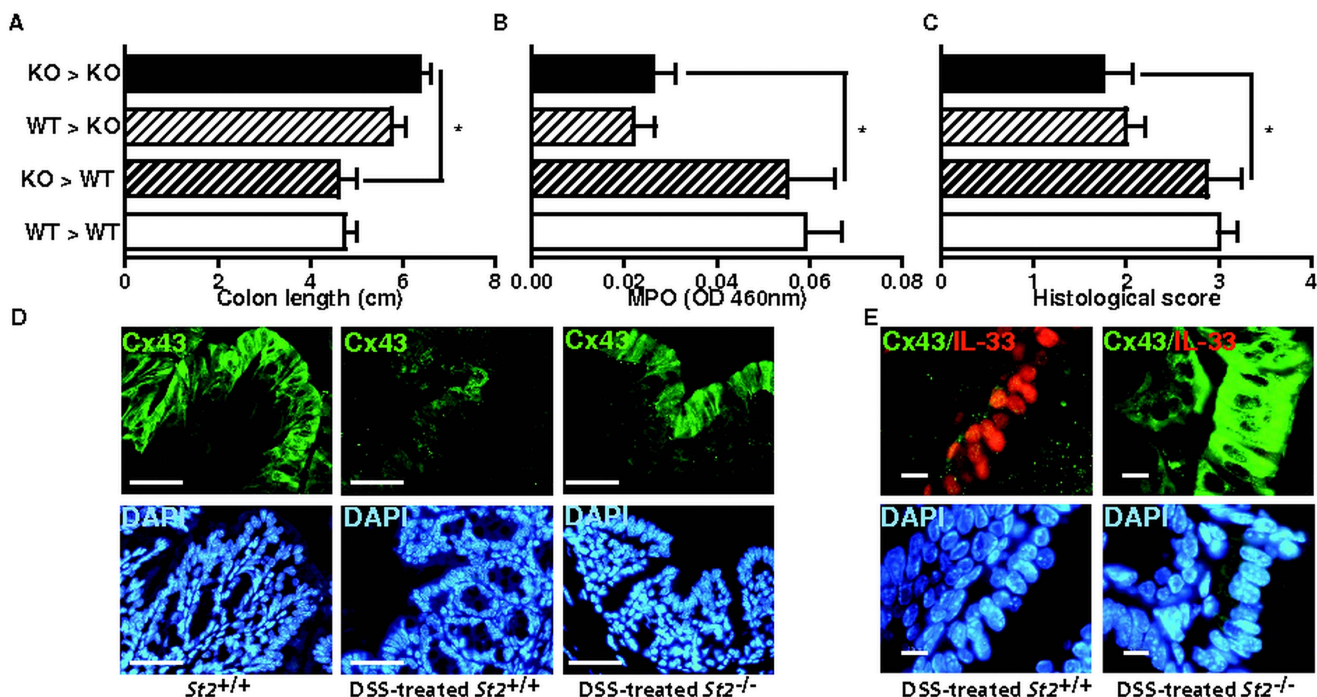 A
B
C
KO > KO
WT > KO
KO > WT
WT > WT
*
*
*
0 2 4 6 8
0.00 0.02 0.04 0.06 0.08
0 1 2 3 4
Colon length (cm)
MPO (OD 460nm)
Histological score
D
E
Cx43
Cx43
Cx43
Cx43/IL-33
Cx43/IL-33
DAPI
DAPI
DAPI
DAPI
DAPI
St2+/+
DSS-treated St2+/+
DSS-treated St2-/-
DSS-treated St2+/+
DSS-treated St2-/-